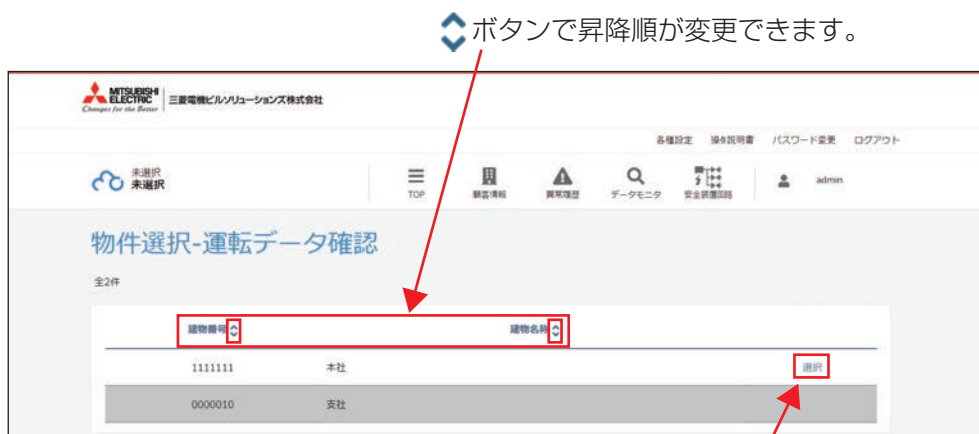 ボタンで昇降順が変更できます。
MITSUBISHI
ELECTRIC
Changes for the Better
三菱電機ビルソリューションズ株式会社
各種設定 操作説明書 パスワード変更 ログアウト
未選択
未選択
TOP 顧客情報 異常履歴 データモニタ 安全装置回路 admin
物件選択-運転データ確認
全2件
建物番号 建物名称
1111111 本社 選択
0000010 支社